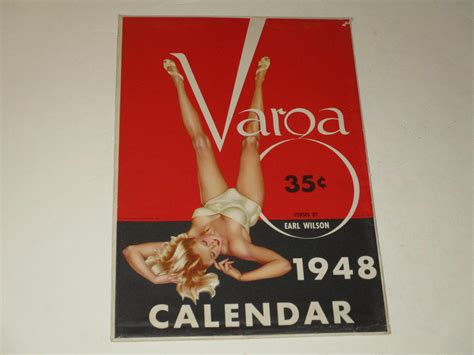 Varga
35¢
VERSES BY
EARL WILSON
1948
CALENDAR